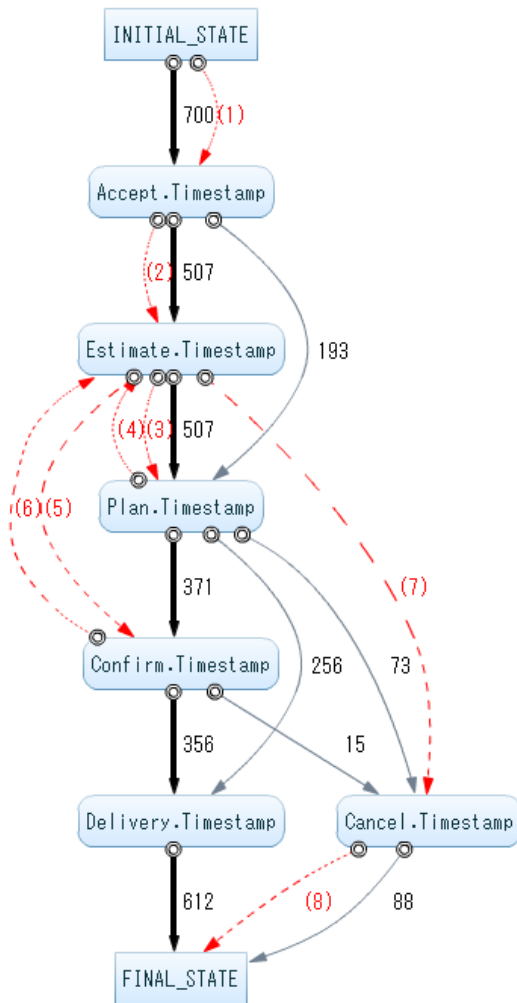 INITIAL_STATE
700 (1)
Accept.Timestamp
(2) 507
193
Estimate.Timestamp
(4) (3) 507
(6) (5)
Plan.Timestamp
(7)
371
256 73
Confirm.Timestamp
356 15
Delivery.Timestamp Cancel.Timestamp
612 (8) 88
FINAL_STATE